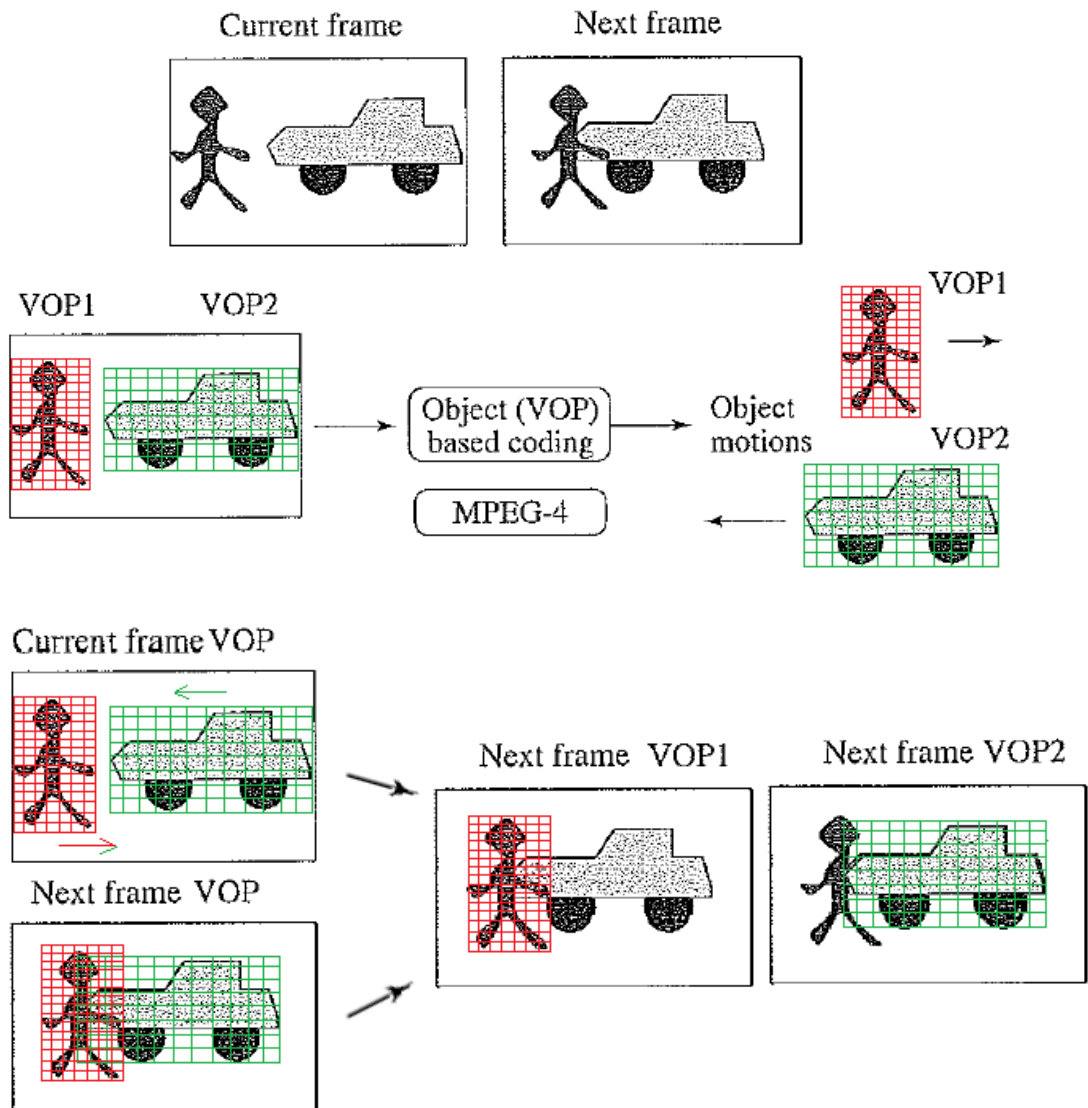 Current frame
Next frame
VOP1
VOP2
Object (VOP)
based coding
MPEG-4
Object
motions
VOP1
VOP2
Current frame VOP
Next frame VOP
Next frame VOP1
Next frame VOP2